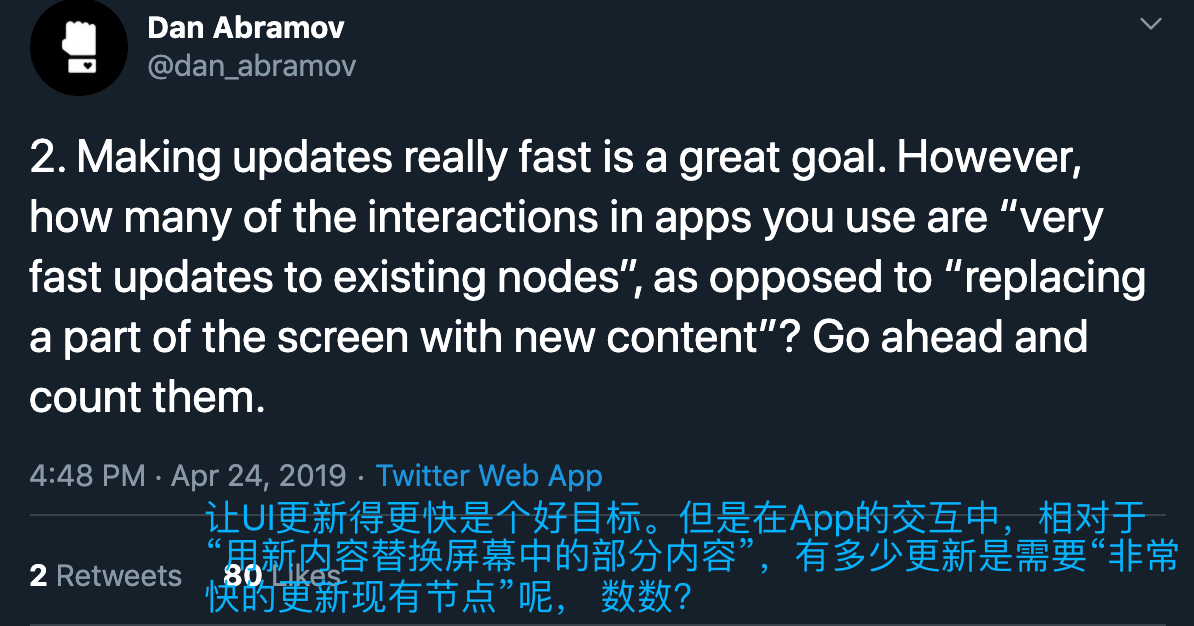 Dan Abramov
@dan_abramov
2. Making updates really fast is a great goal. However,
how many of the interactions in apps you use are “very
fast updates to existing nodes”, as opposed to “replacing
a part of the screen with new content”? Go ahead and
count them.
4:48 PM · Apr 24, 2019 · Twitter Web App
让UI更新得更快是个好目标。但是在App的交互中，相对于
“用新内容替换屏幕中的部分内容”，有多少更新是需要“非常
快的更新现有节点”呢， 数数？
2 Retweets 80 Likes